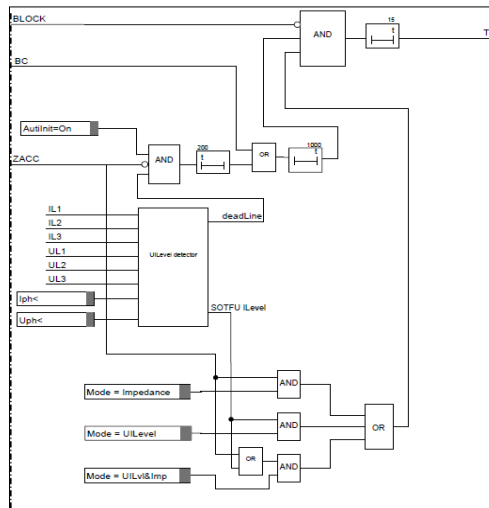 BLOCK
AND
15
t
T
BC
AutiInit=On
ZACC
AND
200
t
OR
1000
t
IL1
IL2
IL3
UL1
UL2
UL3
Iph<
Uph<
UILevel detector
deadLine
SOTFU ILevel
Mode = Impedance
AND
Mode = UILevel
AND
OR
OR
Mode = UILvl&Imp
AND